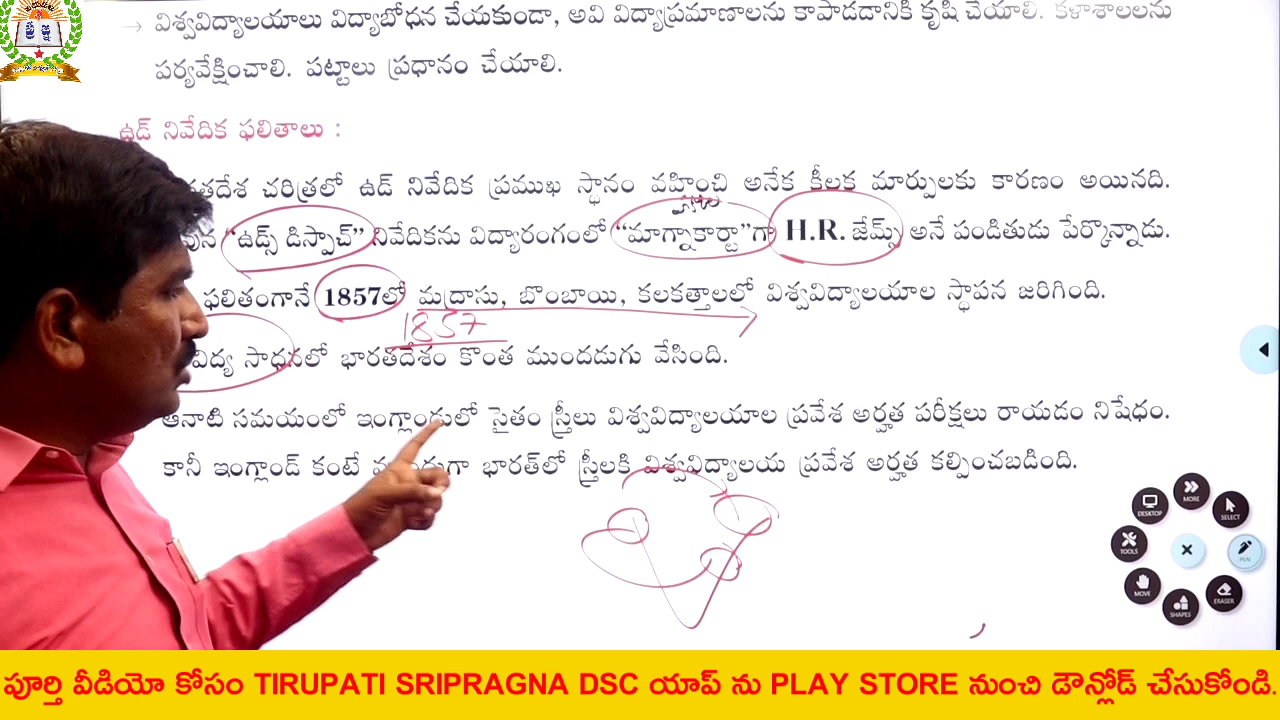 → విశ్వవిద్యాలయాలు విద్యాబోధన చేయకుండా, అవి విద్యాప్రమాణాలను కాపాడడానికి కృషి చేయాలి. కళాశాలలను
పర్యవేక్షించాలి. పట్టాలు ప్రధానం చేయాలి.
ఉడ్ నివేదిక ఫలితాలు :
చరిత్రలో ఉడ్ నివేదిక ప్రముఖ స్థానం వహించి అనేక కీలక మార్పులకు కారణం అయినది.
"ఉడ్స్ డిస్పాచ్" నివేదికను విద్యారంగంలో "మాగ్నాకార్టా"గా H.R. జేమ్స్ అనే పండితుడు పేర్కొన్నాడు.
ఫలితంగానే 1857లో మద్రాసు, బొంబాయి, కలకత్తాలలో విశ్వవిద్యాలయాల స్థాపన జరిగింది.
1857
విద్య సాధనలో భారతదేశం కొంత ముందడుగు వేసింది.
ఆనాటి సమయంలో ఇంగ్లాండులో సైతం స్త్రీలు విశ్వవిద్యాలయాల ప్రవేశ అర్హత పరీక్షలు రాయడం నిషేధం.
కానీ ఇంగ్లాండ్ కంటే భారత్‌లో స్త్రీలకి విశ్వవిద్యాలయ ప్రవేశ అర్హత కల్పించబడింది.
MORE
DESKTOP
SELECT
TOOLS
PEN
MOVE
ERASER
SHAPES
పూర్తి వీడియో కోసం TIRUPATI SRIPRAGNA DSC యాప్ ను PLAY STORE నుంచి డౌన్లోడ్ చేసుకోండి.